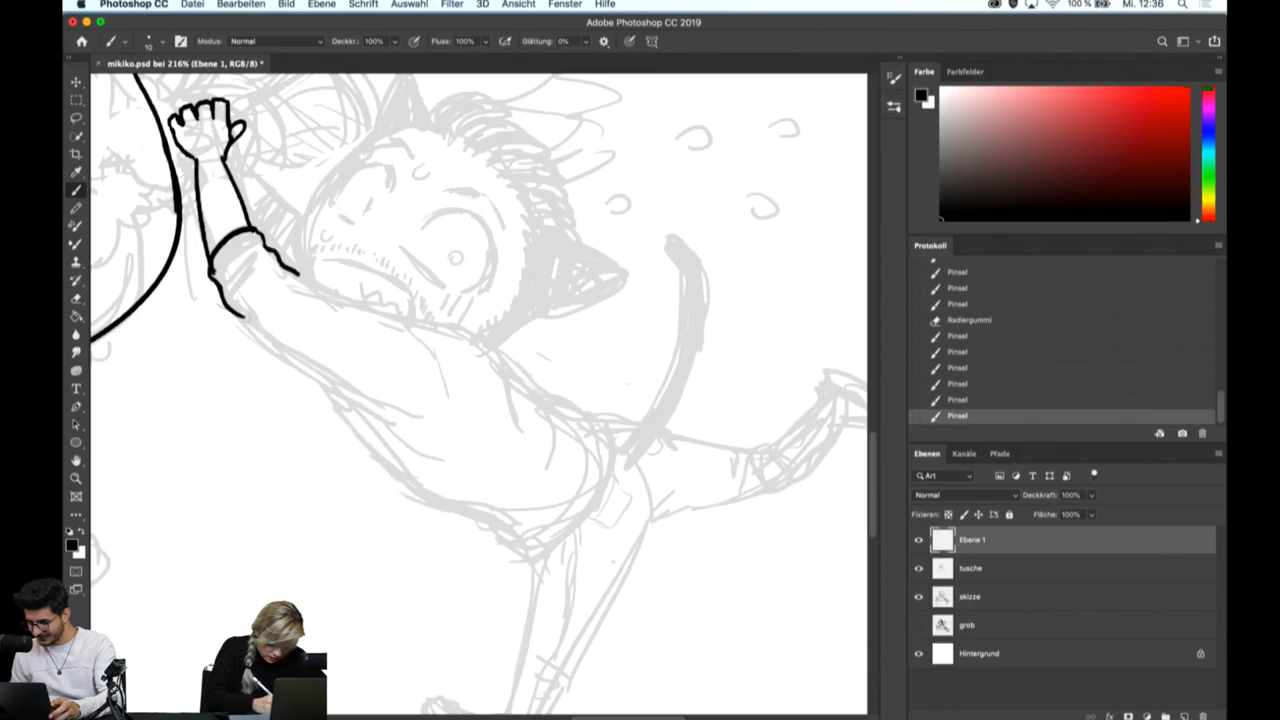 Photoshop CC Datei Bearbeiten Bild Ebene Schrift Auswahl Filter 3D Ansicht Fenster Hilfe 100 % Mi. 12:36
Adobe Photoshop CC 2019
10 Modus: Normal Deckkr.: 100% Fluss: 100% Glättung: 0%
× mikiko.psd bei 216% (Ebene 1, RGB/8) *
Farbe Farbfelder
Protokoll
Pinsel
Pinsel
Pinsel
Radiergummi
Pinsel
Pinsel
Pinsel
Pinsel
Pinsel
Pinsel
Ebenen Kanäle Pfade
Art
Normal Deckkraft: 100%
Fixieren: Fläche: 100%
Ebene 1
tusche
skizze
grob
Hintergrund
fx